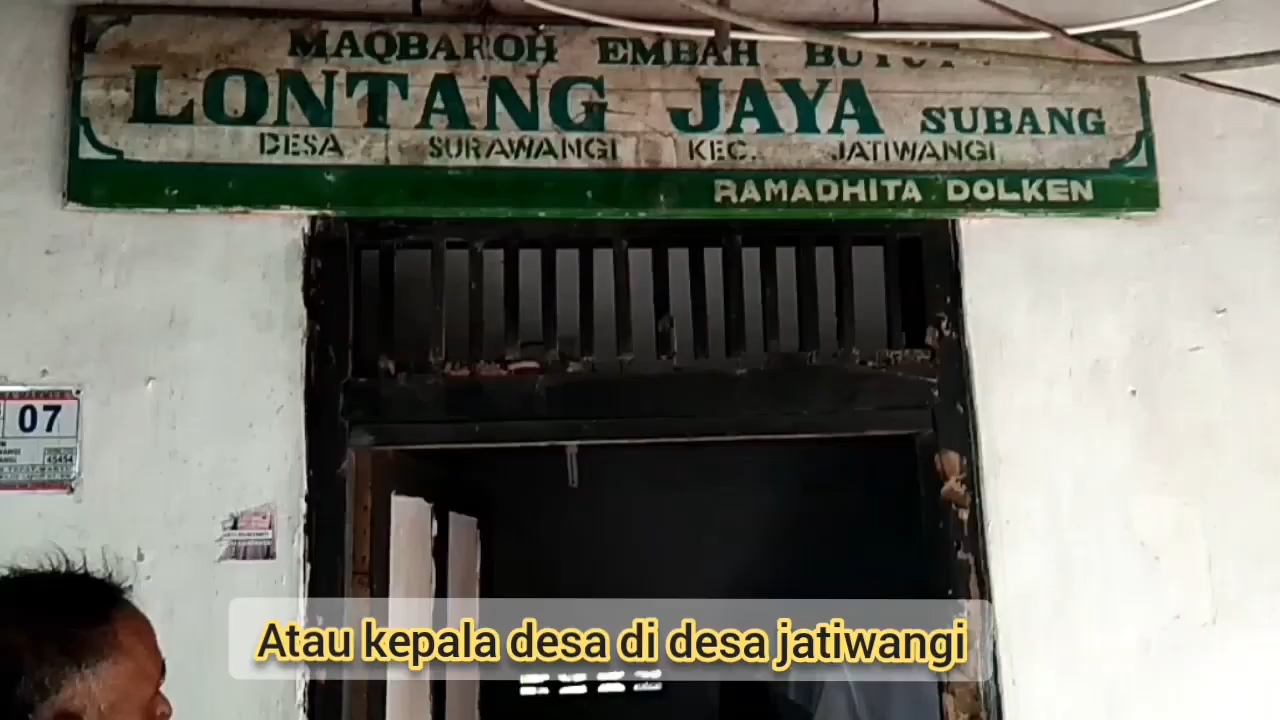 MAQBAROH EMBAH BUYUT
LONTANG JAYA SUBANG
DESA SURAWANGI KEC. JATIWANGI
RAMADHITA DOLKEN
07
45454
Atau kepala desa di desa jatiwangi